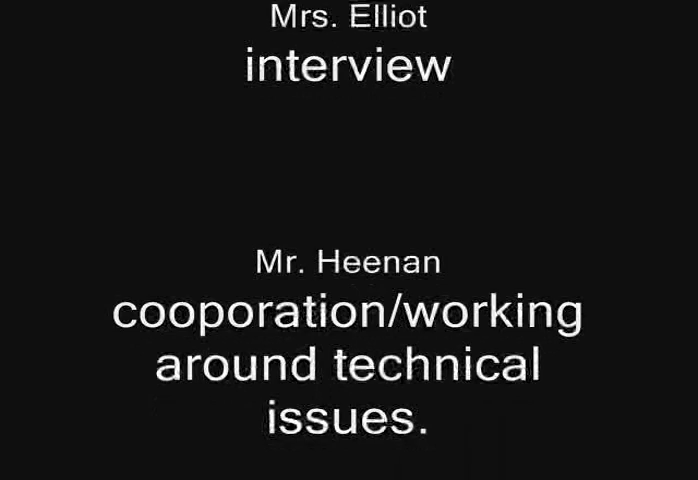 Mrs. Elliot
interview
Mr. Heenan
cooporation/working
around technical
issues.